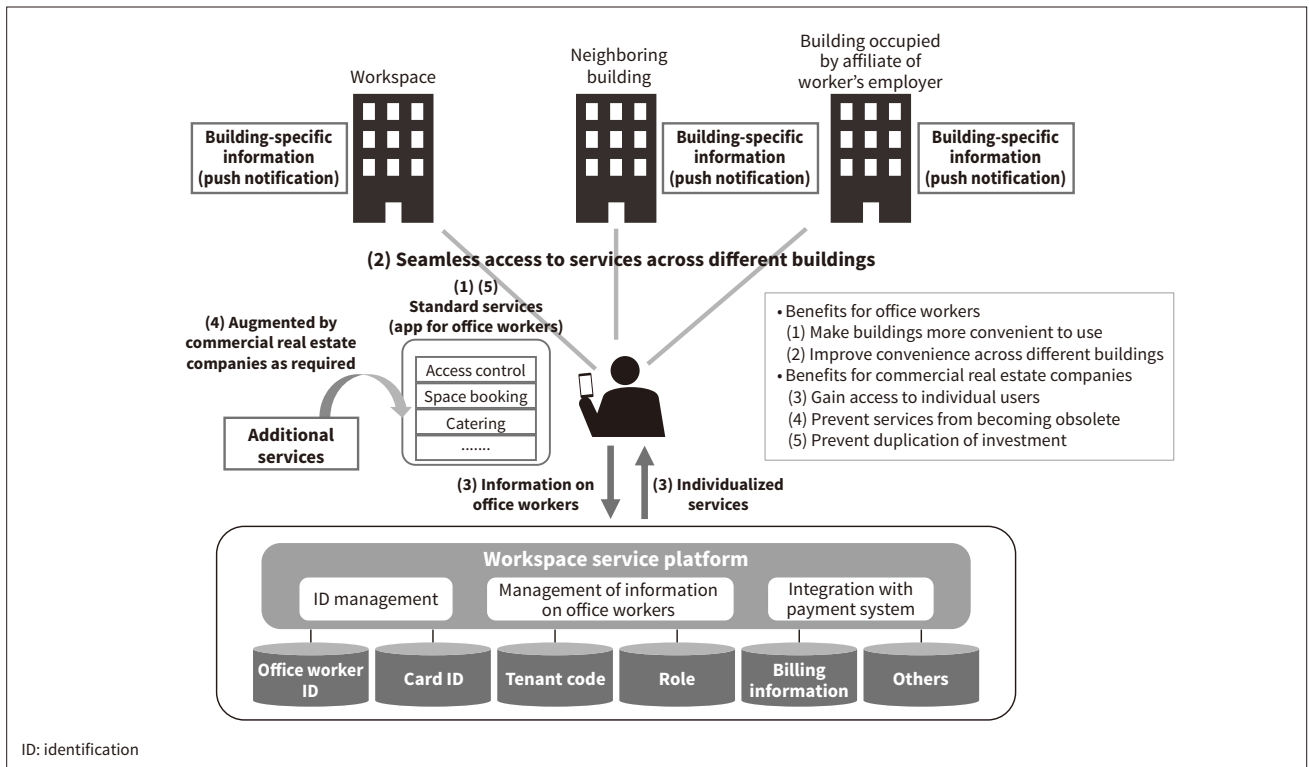 Workspace
Neighboring
building
Building occupied
by affiliate of
worker's employer
Building-specific
information
(push notification)
Building-specific
information
(push notification)
Building-specific
information
(push notification)
(2) Seamless access to services across different buildings
(1) (5)
Standard services
(app for office workers)
(4) Augmented by
commercial real estate
companies as required
Access control
Space booking
Catering
.......
Additional
services
• Benefits for office workers
(1) Make buildings more convenient to use
(2) Improve convenience across different buildings
• Benefits for commercial real estate companies
(3) Gain access to individual users
(4) Prevent services from becoming obsolete
(5) Prevent duplication of investment
(3) Information on
office workers
(3) Individualized
services
Workspace service platform
ID management
Management of information
on office workers
Integration with
payment system
Office worker
ID
Card ID
Tenant code
Role
Billing
information
Others
ID: identification